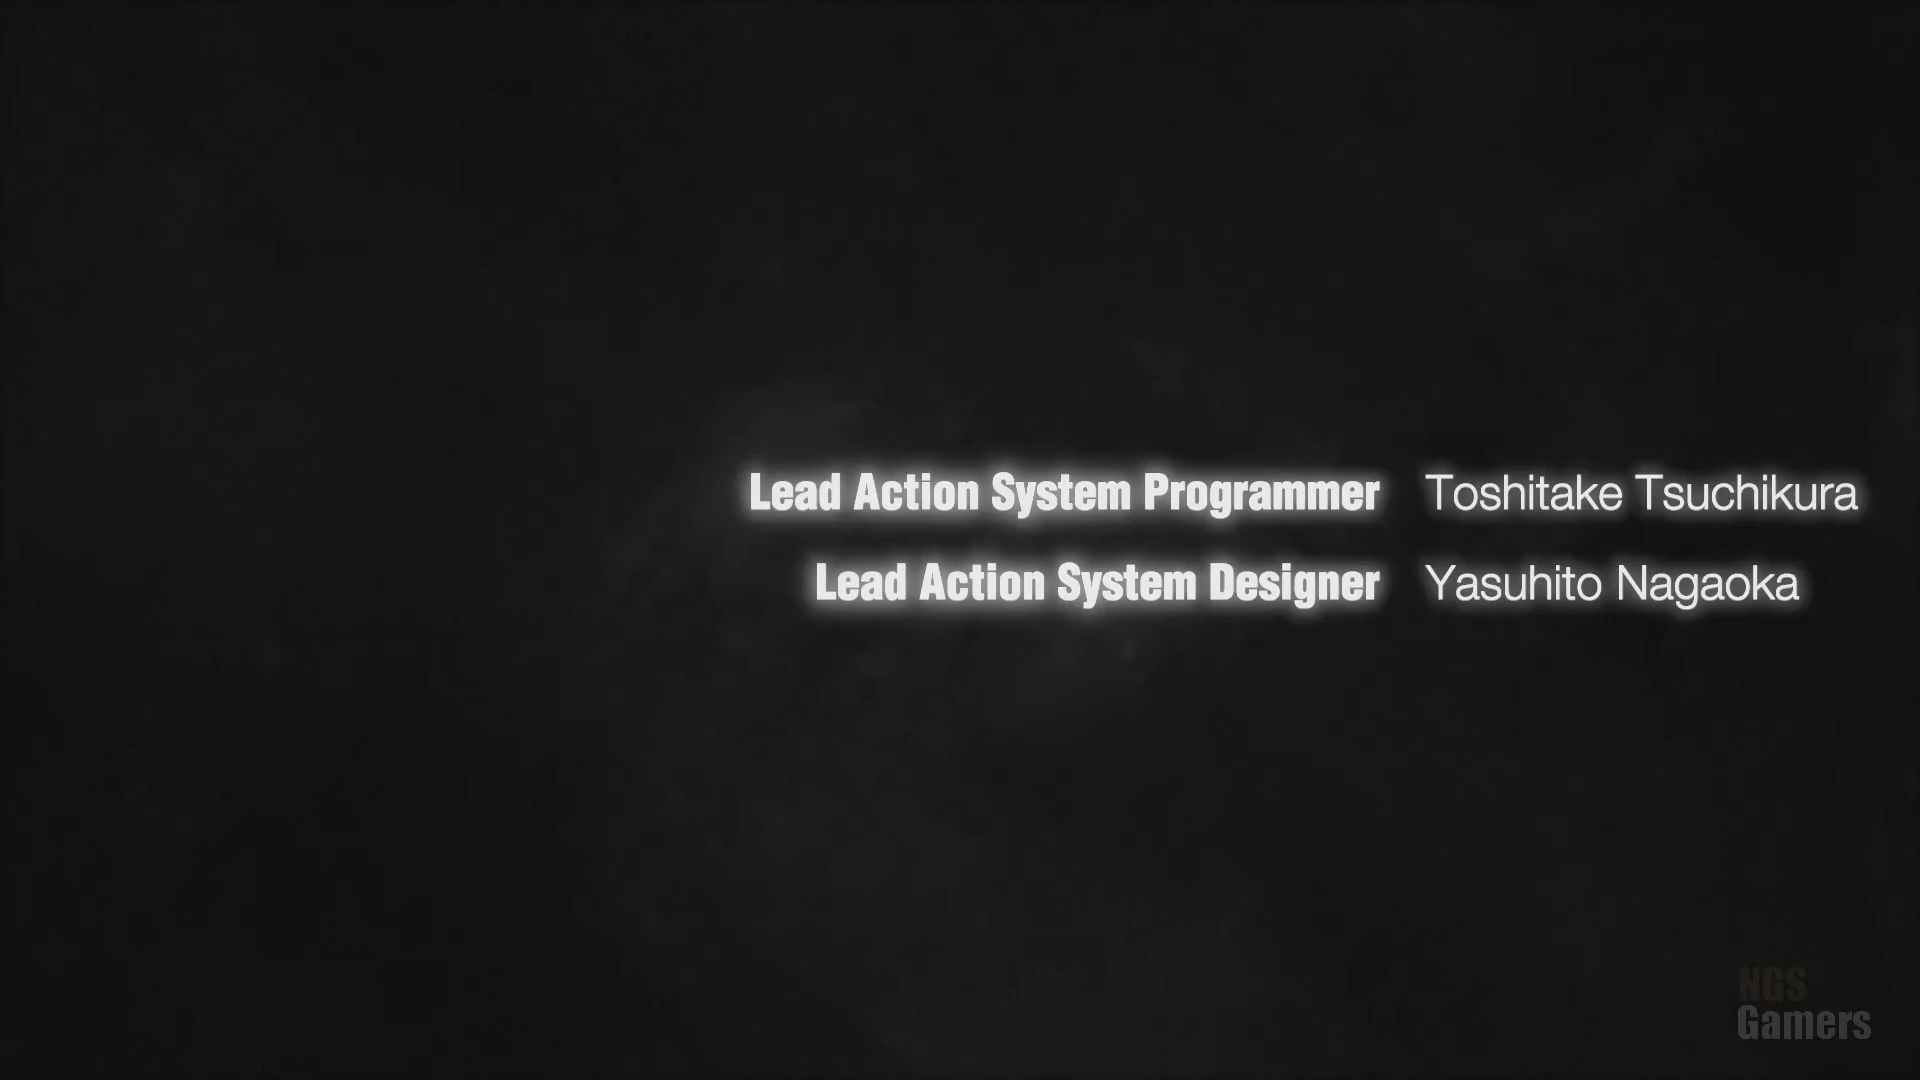 Lead Action System Programmer Toshitake Tsuchikura
Lead Action System Designer Yasuhito Nagaoka
NGS
Gamers